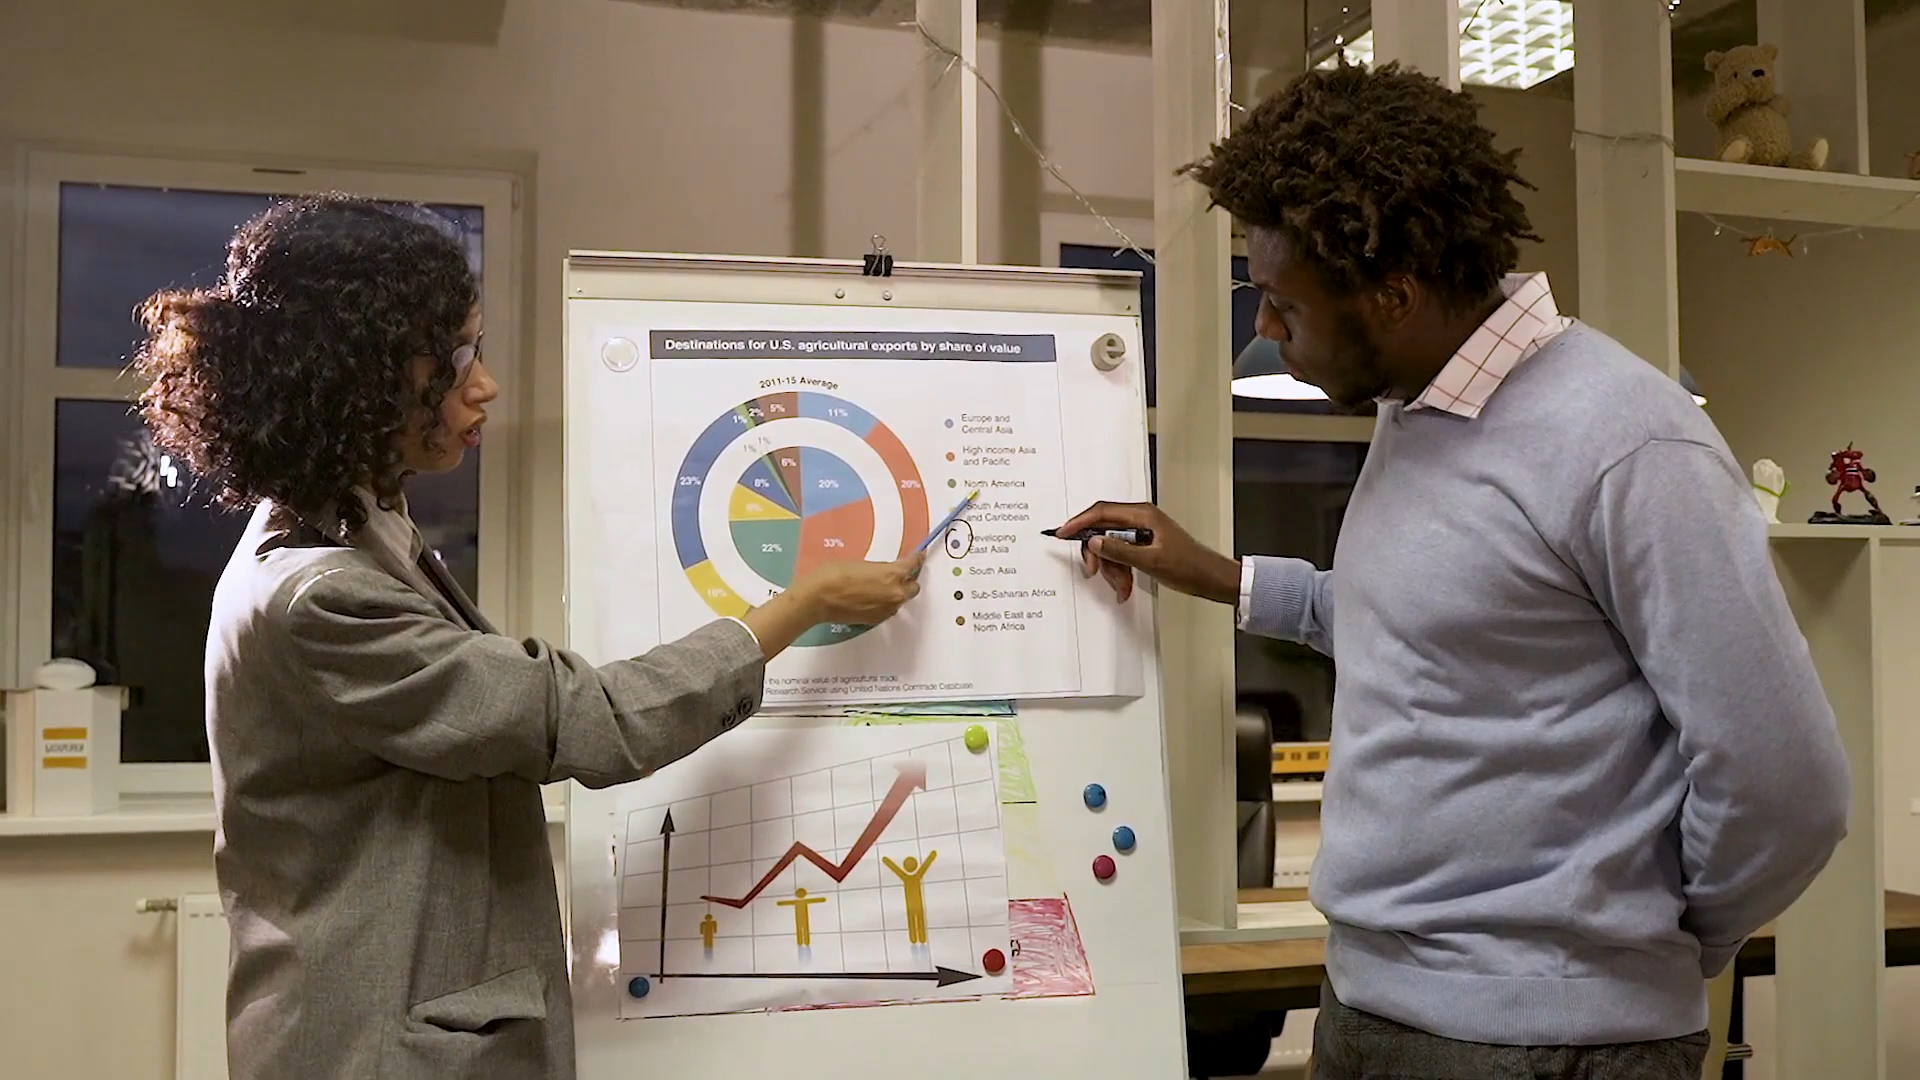 Destinations for U.S. agricultural exports by share of value
2011-15 Average
1% 2% 5% 11%
23% 20%
1% 1%
6%
8% 20%
22% 33%
28%
Europe and
Central Asia
High income Asia
and Pacific
North America
South America
and Caribbean
Developing
East Asia
South Asia
Sub-Saharan Africa
Middle East and
North Africa
the nominal value of agricultural trade
Research Service using United Nations Comtrade Database